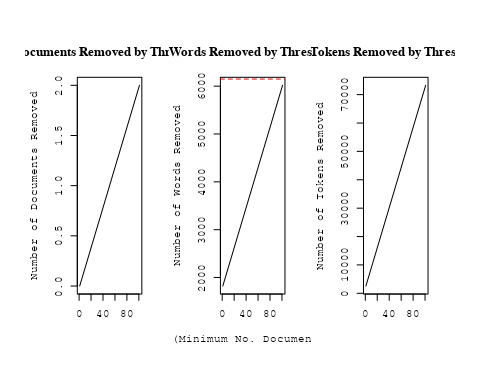 ocuments Removed by Thr
Words Removed by Thres
Tokens Removed by Thres
Number of Documents Removed
0.0 0.5 1.0 1.5 2.0
0 40 80
Number of Words Removed
2000 3000 4000 5000 6000
0 40 80
Number of Tokens Removed
0 10000 30000 50000 70000
0 40 80
(Minimum No. Documen